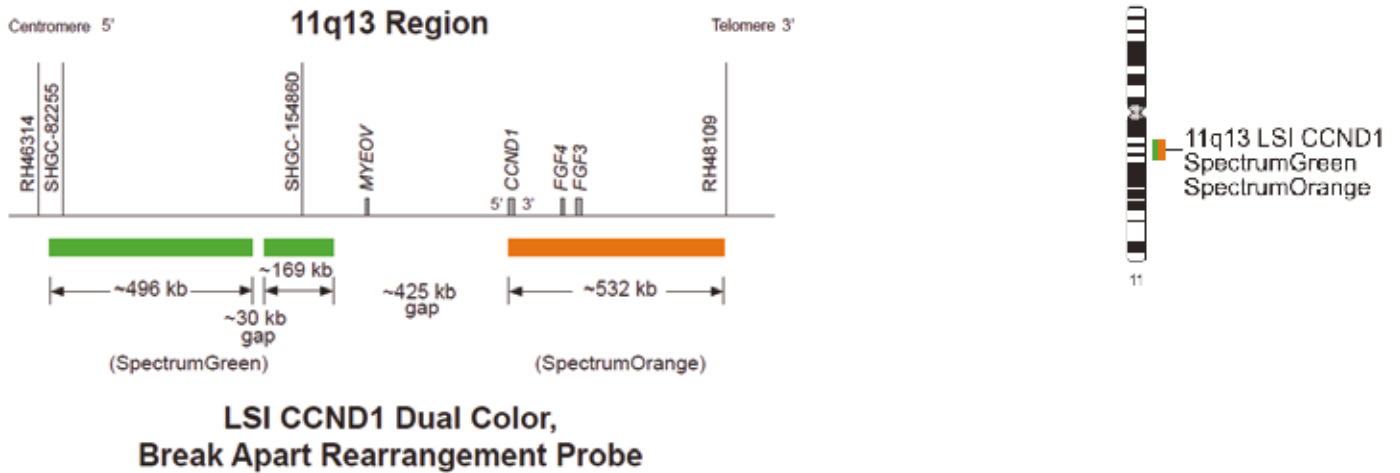 11q13 Region
Centromere 5'
Telomere 3'
RH46314
SHGC-82255
SHGC-154860
MYEOV
CCND1
FGF4
FGF3
RH48109
5' 3'
~169 kb
~496 kb
~425 kb
gap
~532 kb
~30 kb
gap
(SpectrumGreen)
(SpectrumOrange)
LSI CCND1 Dual Color,
Break Apart Rearrangement Probe
11q13 LSI CCND1
SpectrumGreen
SpectrumOrange
11